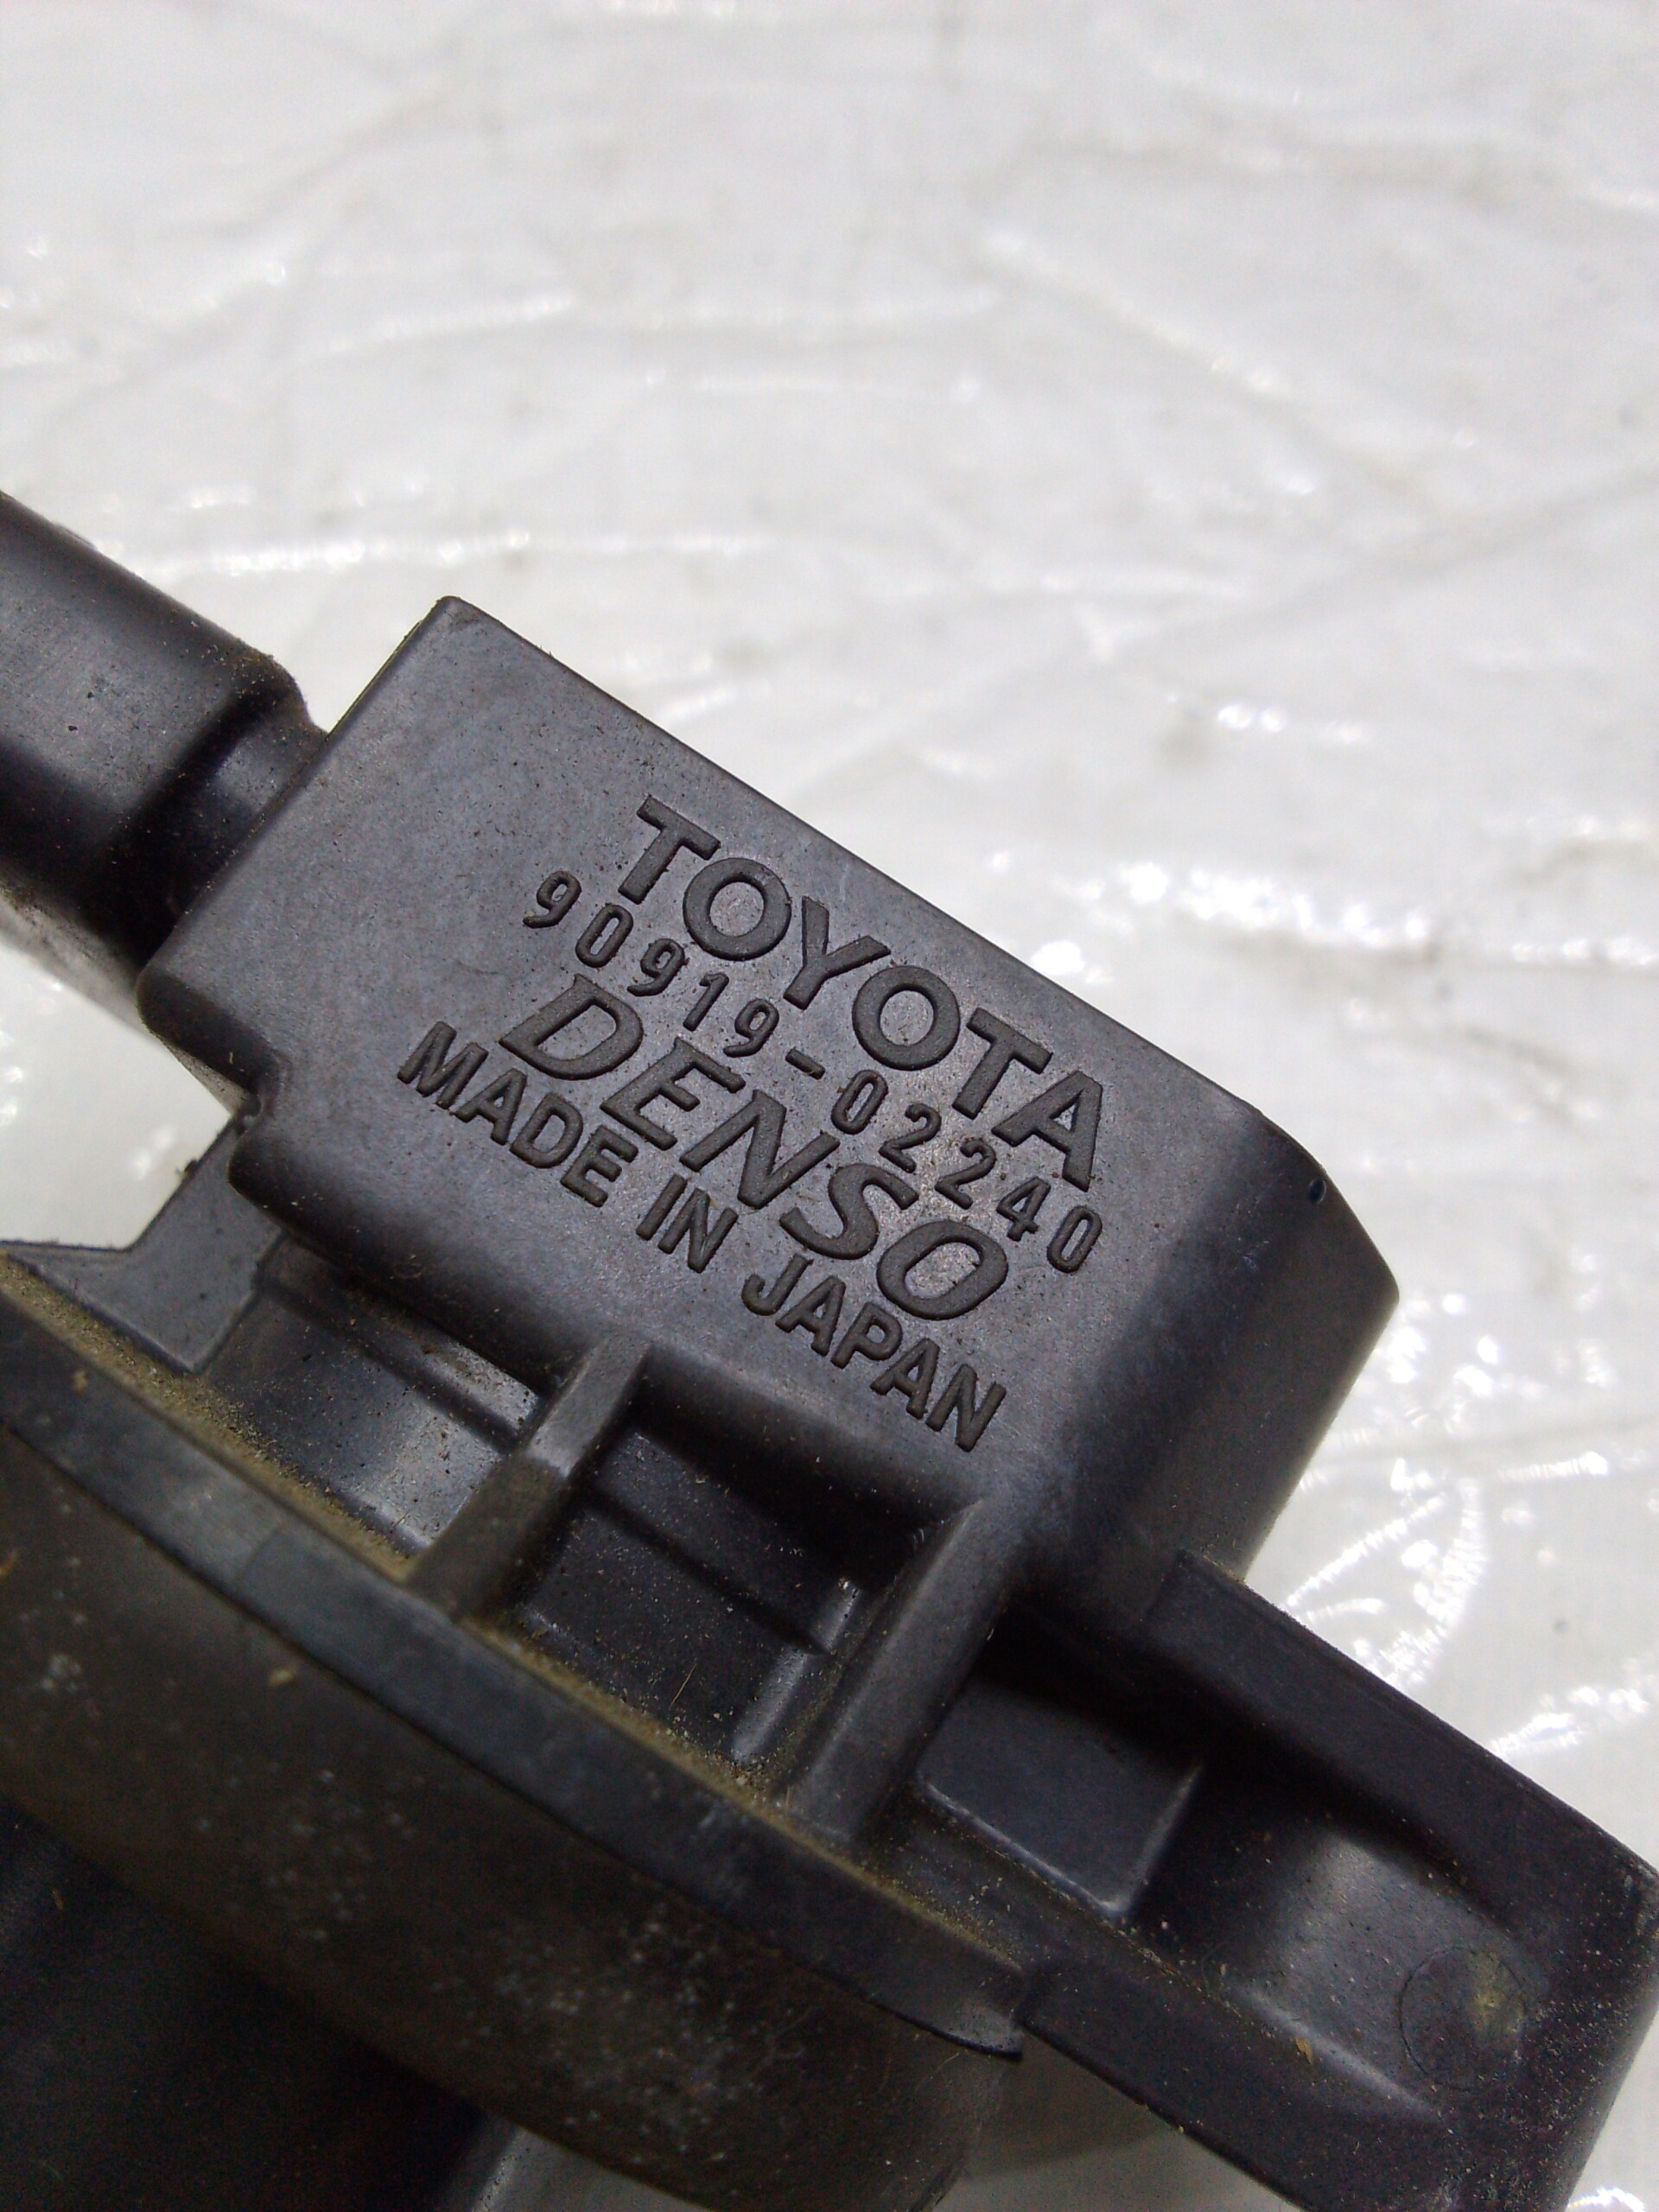 TOYOTA
90919-02240
DENSO
MADE IN JAPAN